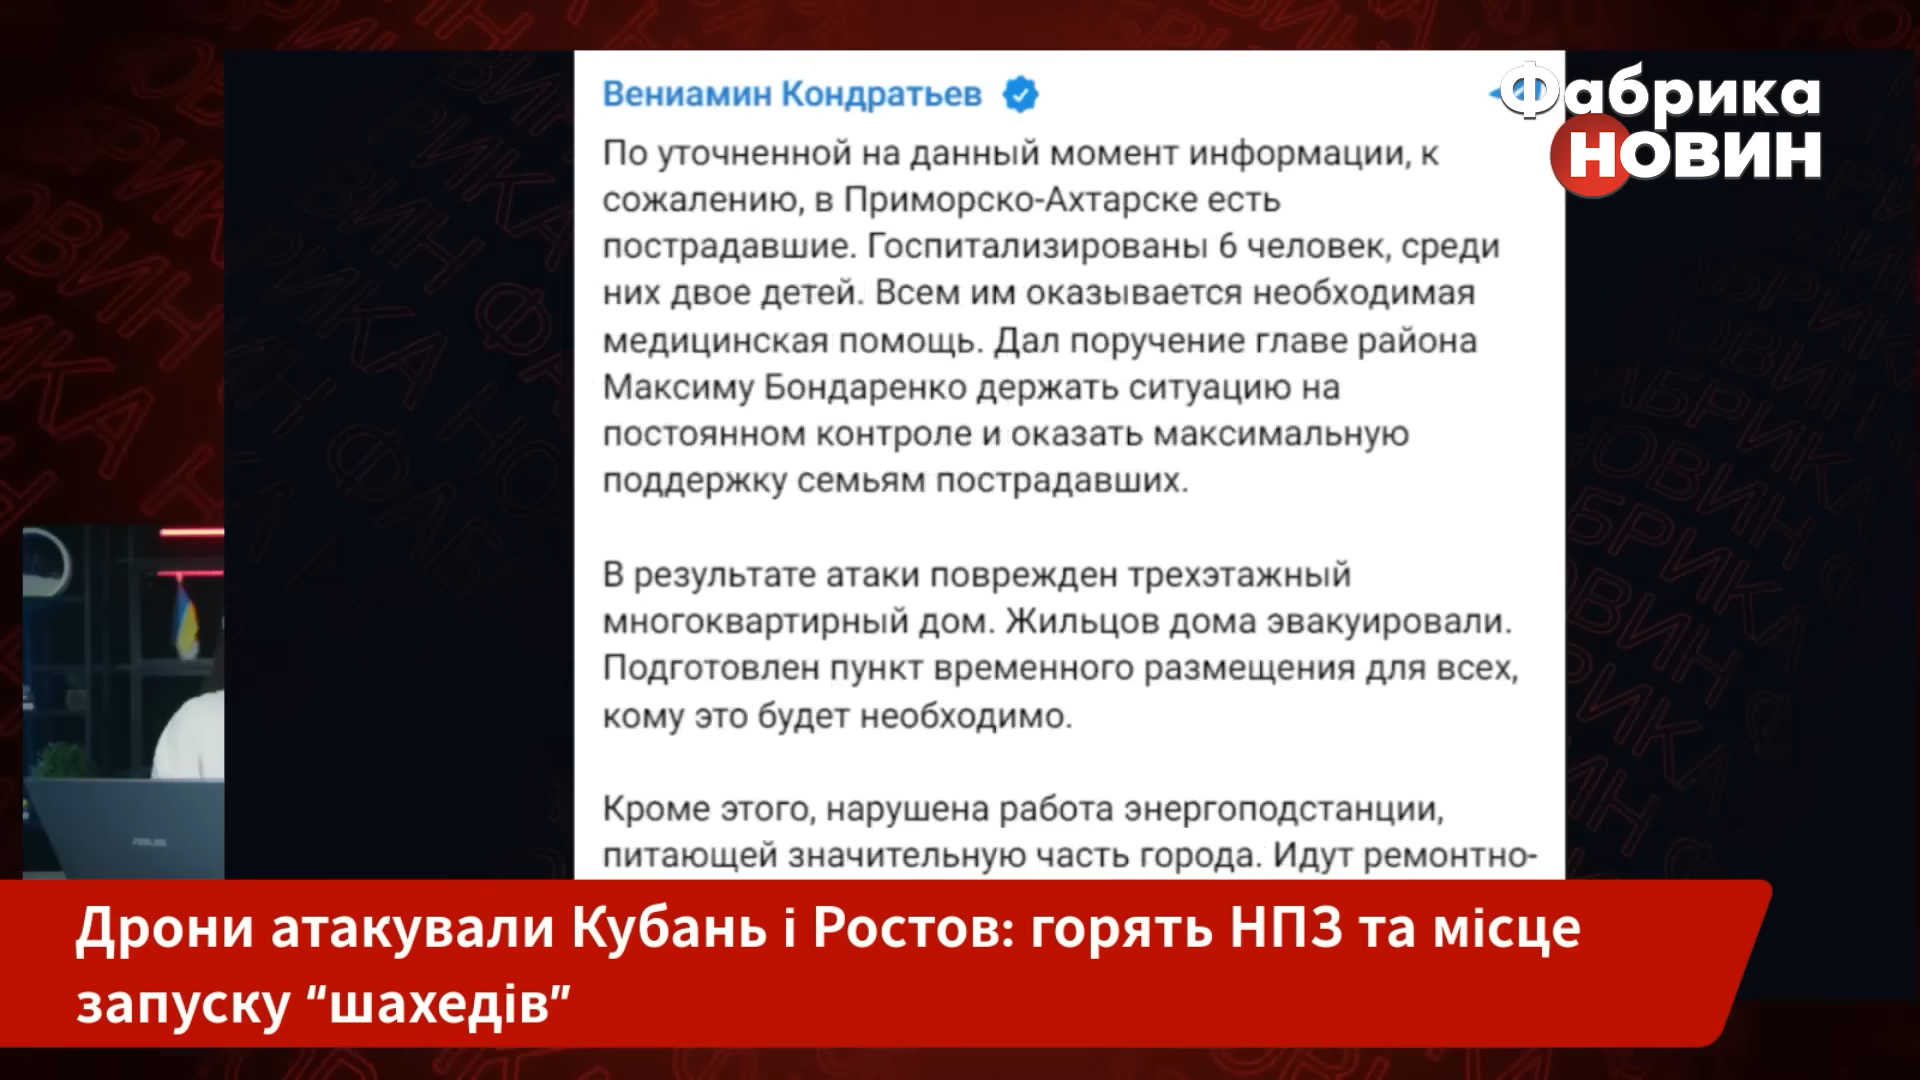 Фабрика
НОВИН
Вениамин Кондратьев
По уточненной на данный момент информации, к
сожалению, в Приморско-Ахтарске есть
пострадавшие. Госпитализированы 6 человек, среди
них двое детей. Всем им оказывается необходимая
медицинская помощь. Дал поручение главе района
Максиму Бондаренко держать ситуацию на
постоянном контроле и оказать максимальную
поддержку семьям пострадавших.
В результате атаки поврежден трехэтажный
многоквартирный дом. Жильцов дома эвакуировали.
Подготовлен пункт временного размещения для всех,
кому это будет необходимо.
Кроме этого, нарушена работа энергоподстанции,
питающей значительную часть города. Идут ремонтно-
ASUS
Дрони атакували Кубань і Ростов: горять НПЗ та місце
запуску “шахедів”